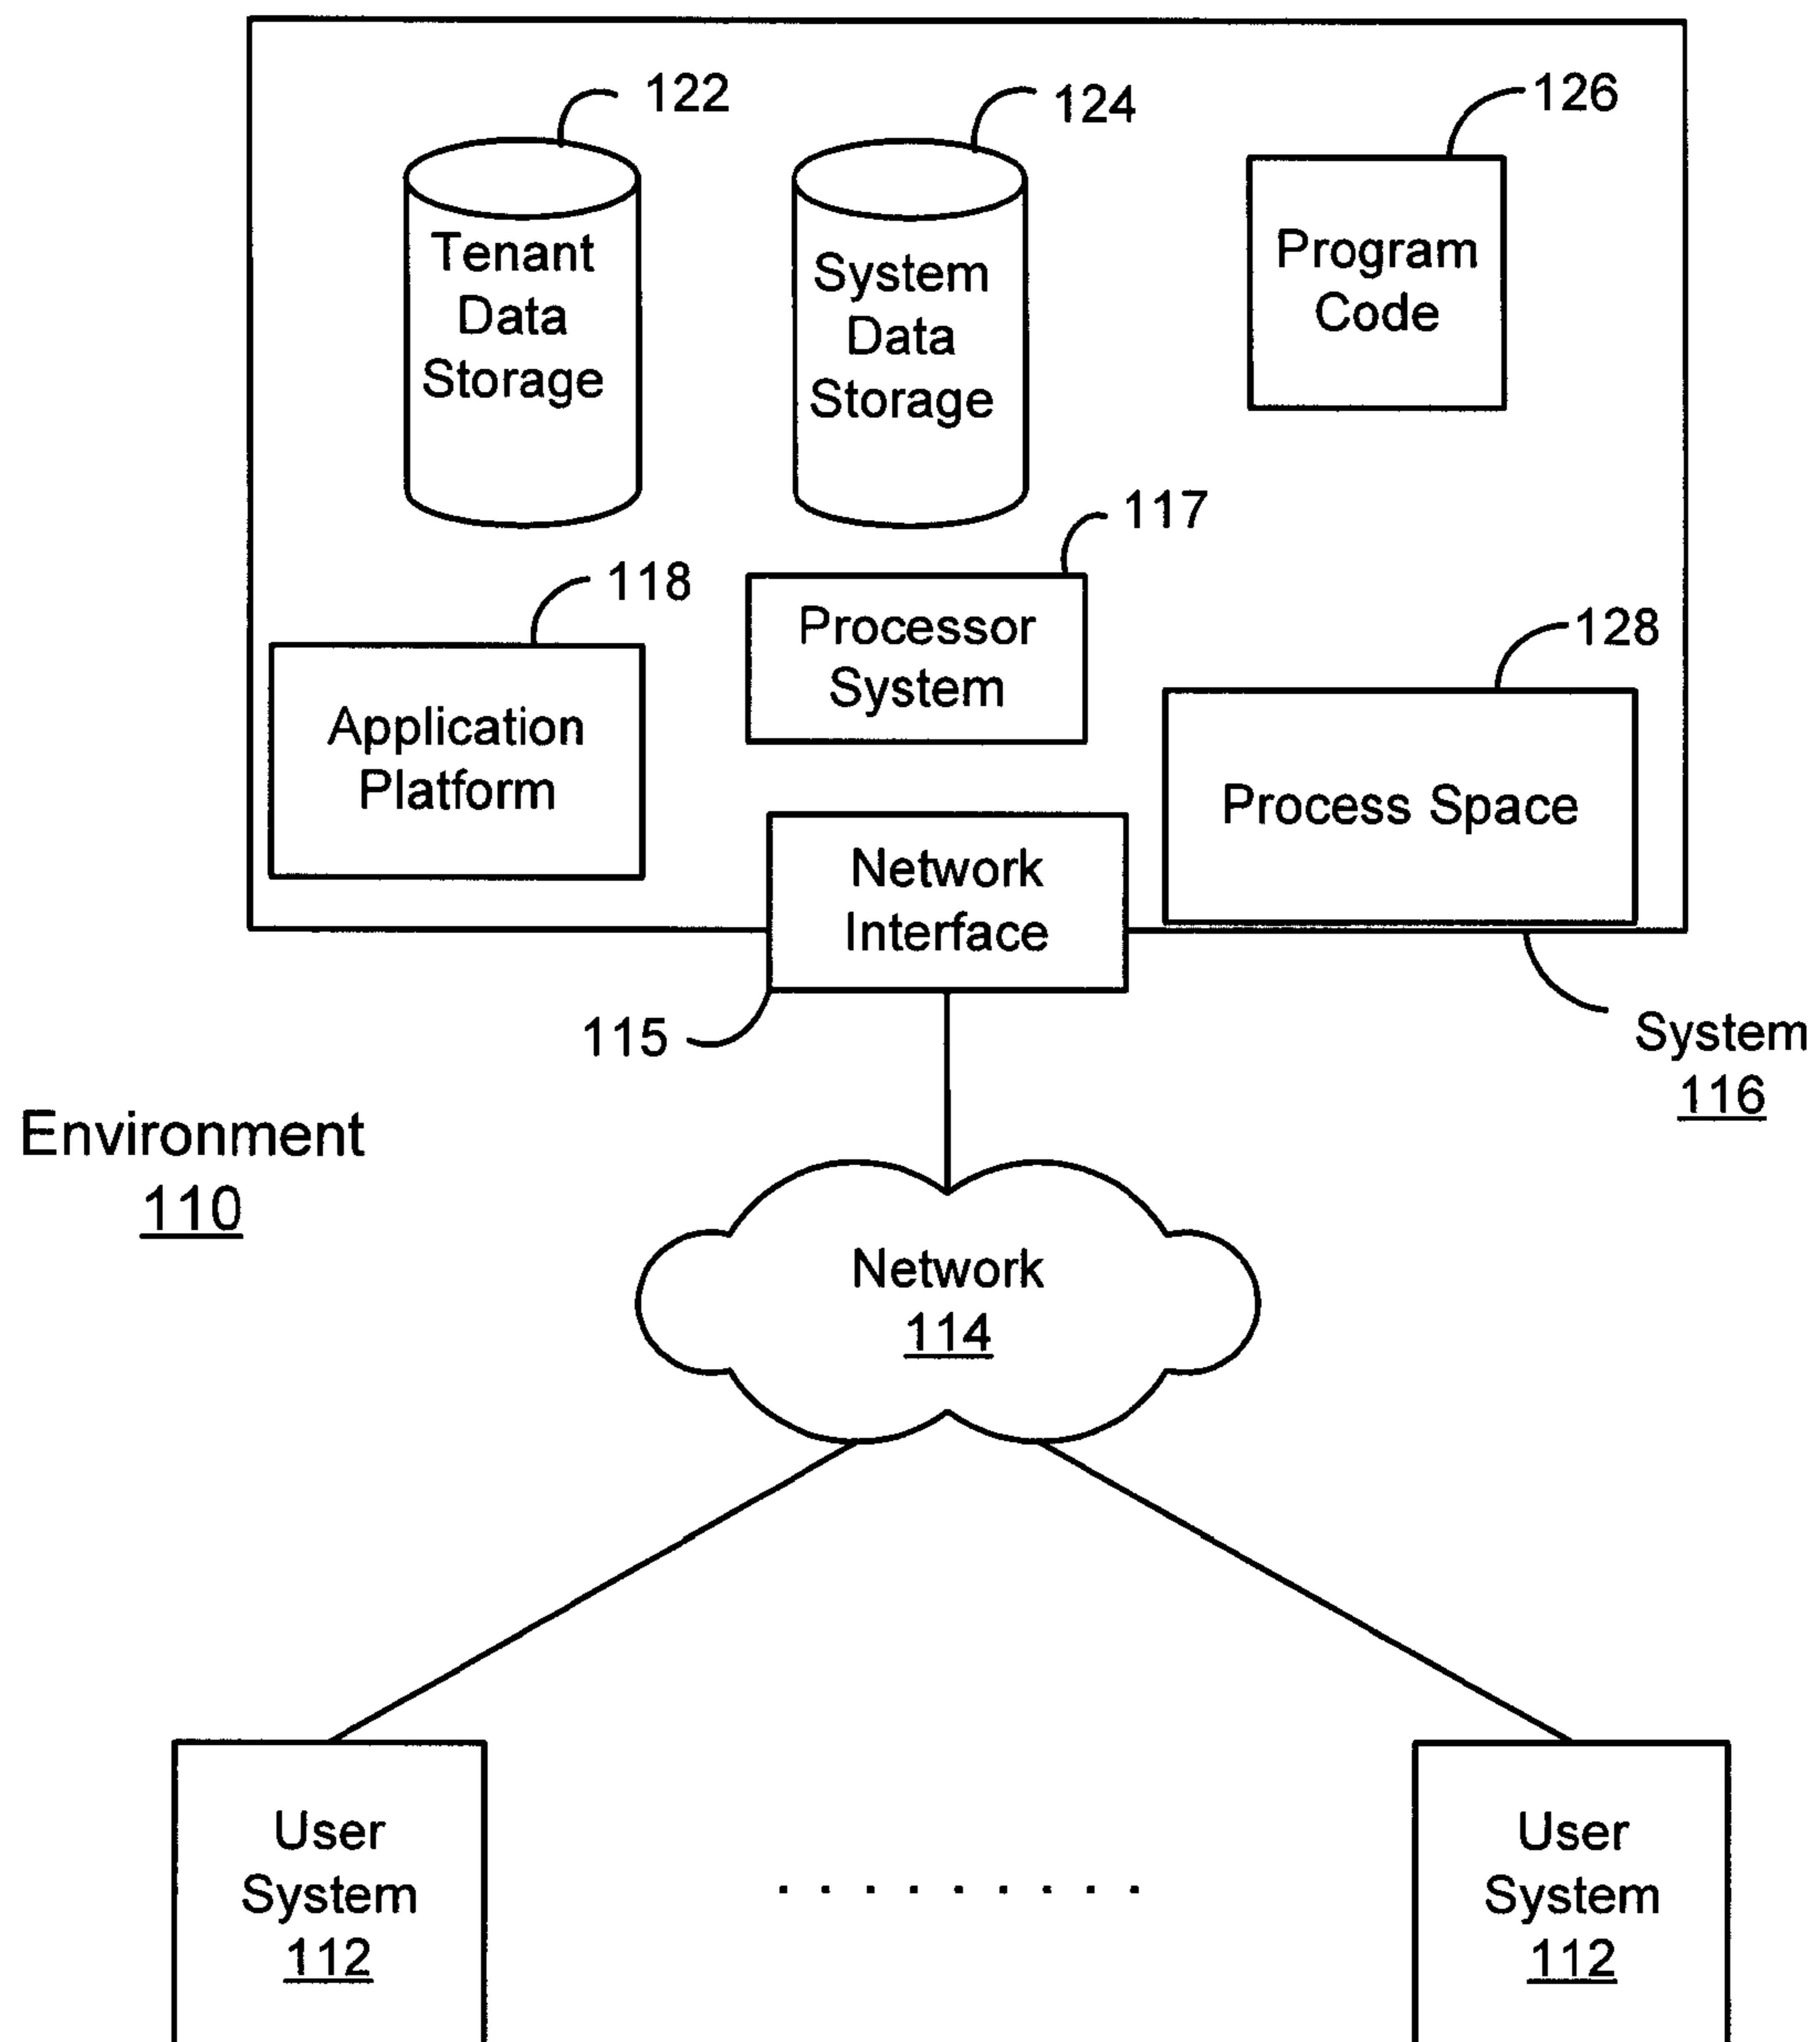 122
124
126
Tenant
Data
Storage
System
Data
Storage
Program
Code
117
118
Processor
System
128
Application
Platform
Process Space
Network
Interface
115
System
116
Environment
110
Network
114
User
System
112
. . . . . . . . .
User
System
112